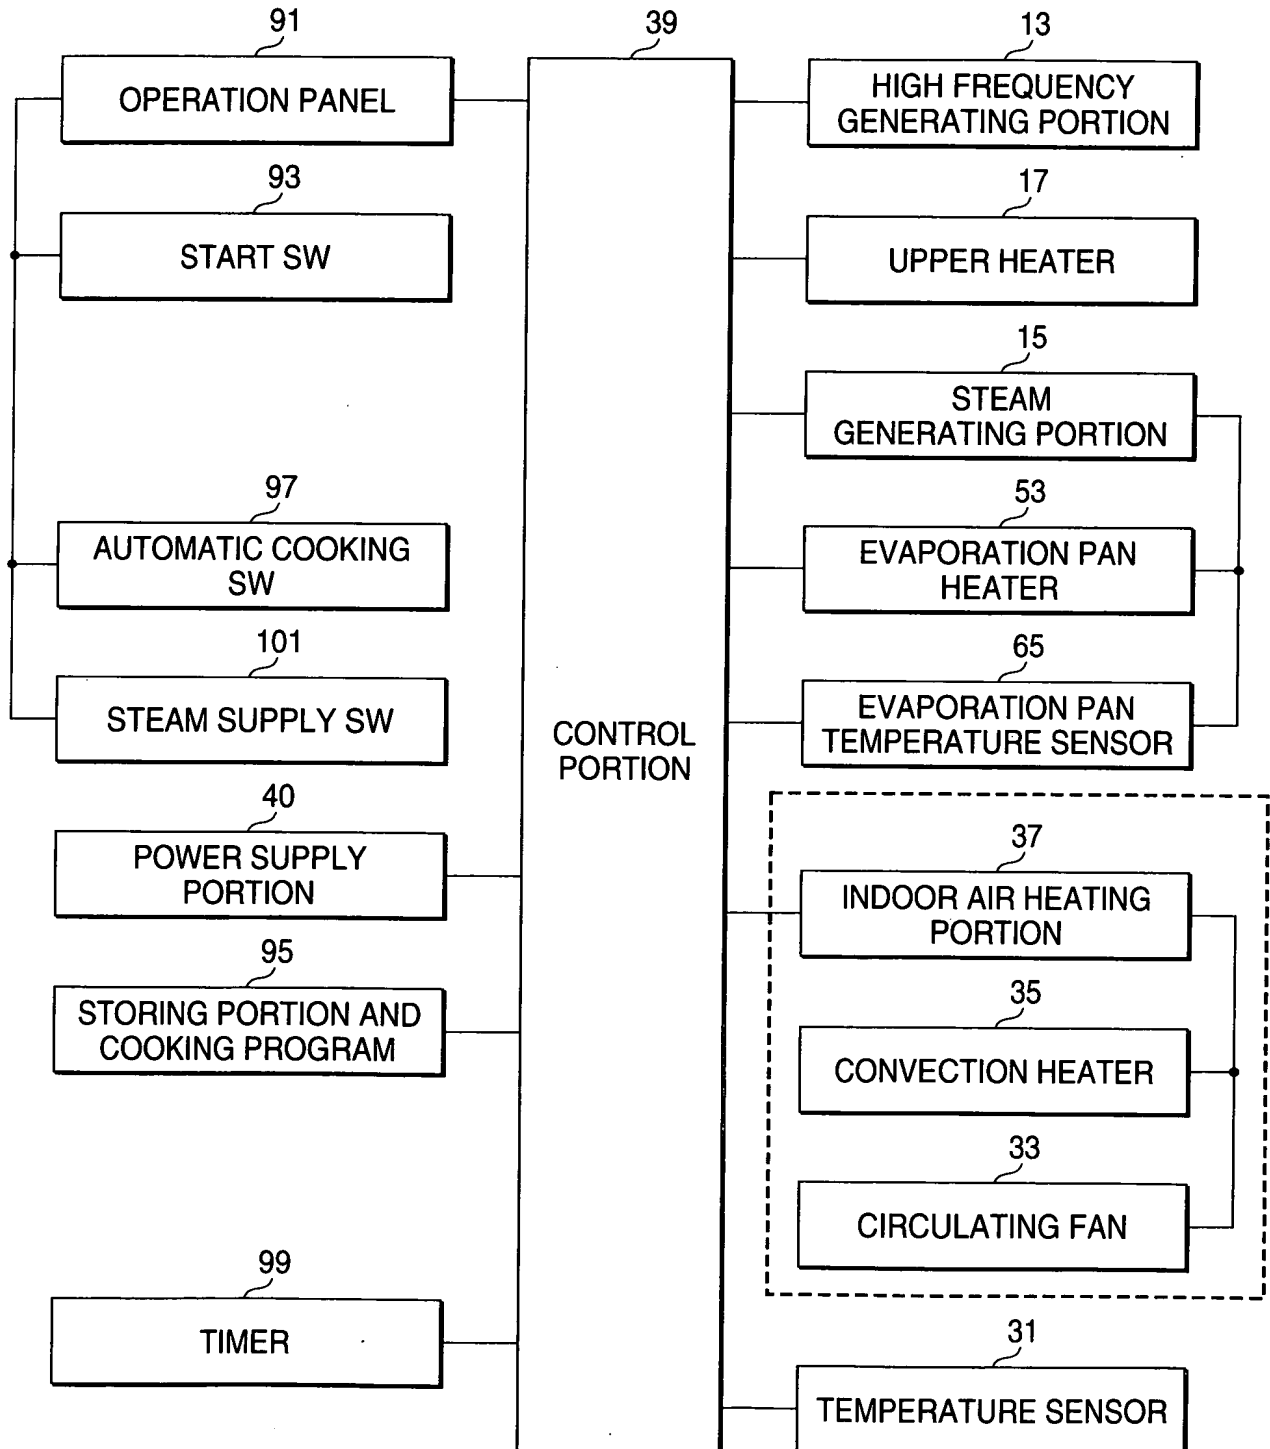 91
OPERATION PANEL
93
START SW
97
AUTOMATIC COOKING
SW
101
STEAM SUPPLY SW
40
POWER SUPPLY
PORTION
95
STORING PORTION AND
COOKING PROGRAM
99
TIMER
39
CONTROL
PORTION
13
HIGH FREQUENCY
GENERATING PORTION
17
UPPER HEATER
15
STEAM
GENERATING PORTION
53
EVAPORATION PAN
HEATER
65
EVAPORATION PAN
TEMPERATURE SENSOR
37
INDOOR AIR HEATING
PORTION
35
CONVECTION HEATER
33
CIRCULATING FAN
31
TEMPERATURE SENSOR